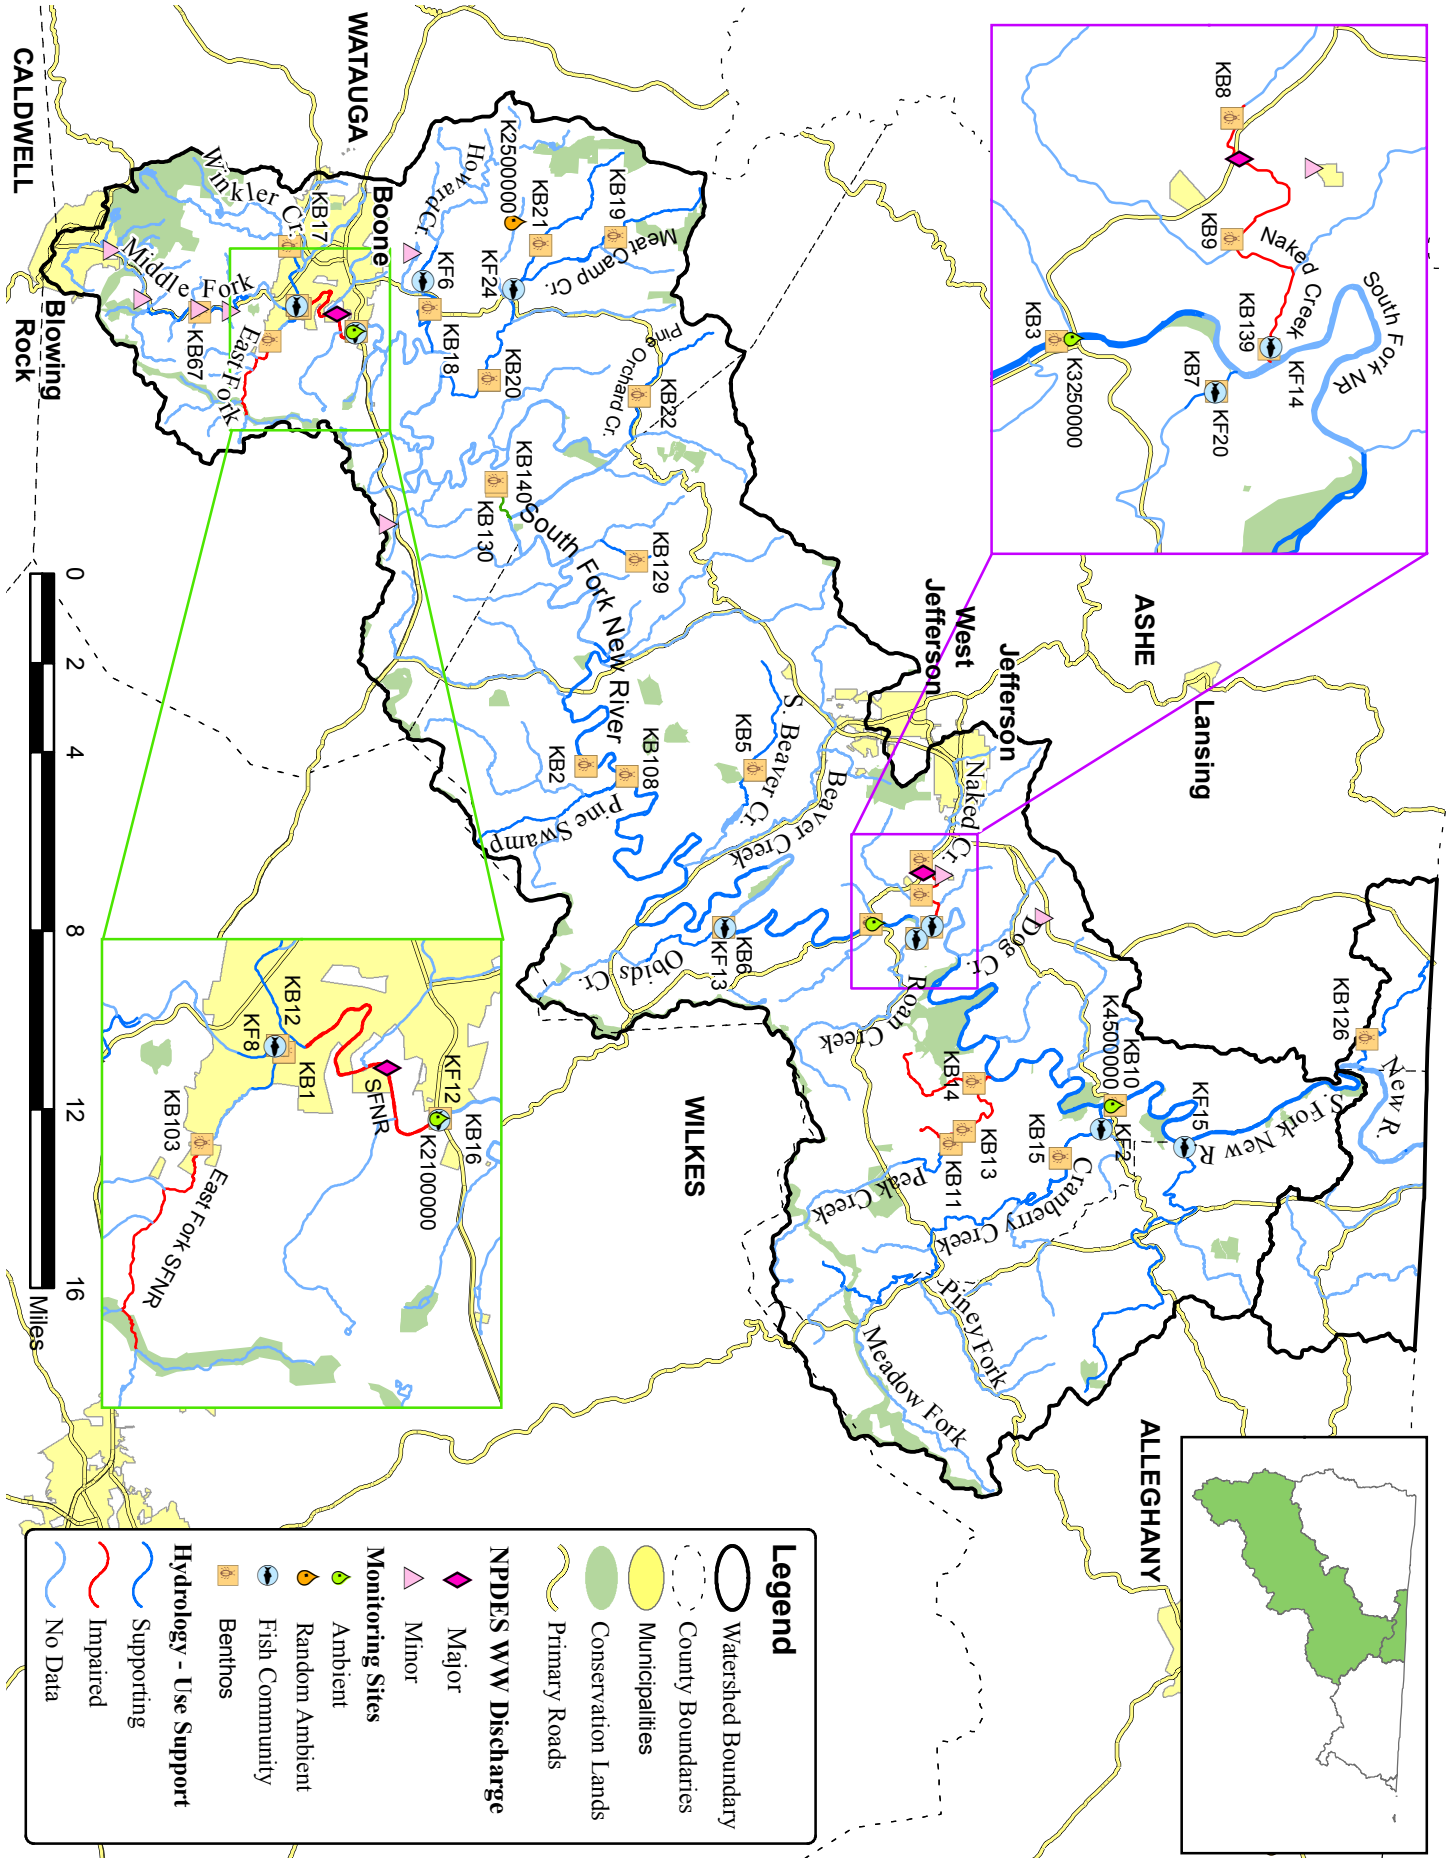 CALDWELL
WATAUGA
Blowing
Rock
Boone
ASHE
Lansing
Jefferson
West
Jefferson
WILKES
ALLEGHANY
KB8
KB9
Naked Creek
South Fork NR
KB139
KF14
KB7
KF20
KB3
K3250000
Winkler Cr.
KB17
Middle Fork
KB67
East Fork
Howard Cr.
K2500000
KB21
KB19
Meat Camp Cr.
KF24
KF6
KB18
KB20
Pine Orchard Cr.
KB22
KB140
KB130
KB129
South Fork New River
KB2
KB108
Pine Swamp
KB5
S. Beaver Cr.
Beaver Creek
Naked Cr.
KB6
KF13
Obids Cr.
Dog Cr.
Roan Creek
KB14
KB13
KB11
KB15
Peak Creek
Cranberry Creek
K4500000
KB10
KF2
KF15
S. Fork New R
KB126
New R.
Piney Fork
Meadow Fork
KB12
KF8
KB1
KB103
SFNR
KF12
KB16
K2100000
East Fork SFNR
0 2 4 8 12 16
Miles
Legend
Watershed Boundary
County Boundaries
Municipalities
Conservation Lands
Primary Roads
NPDES WW Discharge
Major
Minor
Monitoring Sites
Ambient
Random Ambient
Fish Community
Benthos
Hydrology - Use Support
Supporting
Impaired
No Data